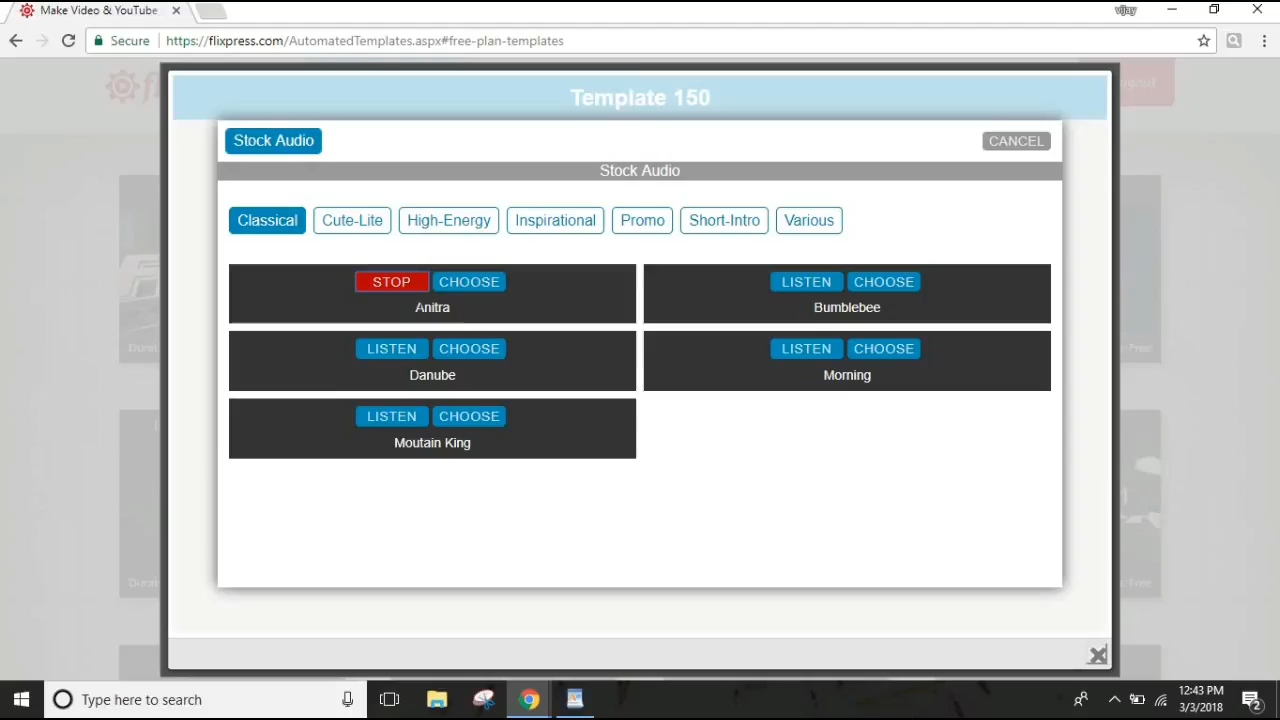 Make Video & YouTube
vijay
Secure
https://flixpress.com/AutomatedTemplates.aspx#free-plan-templates
Template 150
Stock Audio
CANCEL
Stock Audio
Classical
Cute-Lite
High-Energy
Inspirational
Promo
Short-Intro
Various
STOP CHOOSE
Anitra
LISTEN CHOOSE
Bumblebee
LISTEN CHOOSE
Danube
LISTEN CHOOSE
Morning
LISTEN CHOOSE
Moutain King
Type here to search
12:43 PM
3/3/2018
2